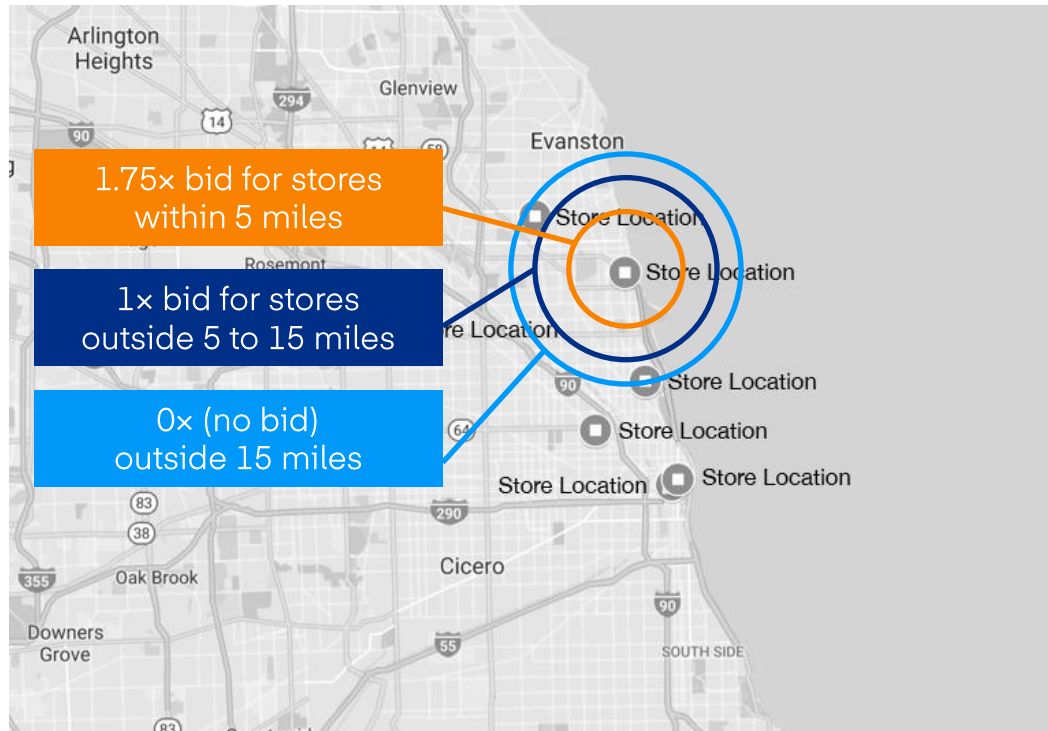 Arlington
Heights
Glenview
294
14
90
58
Evanston
1.75× bid for stores
within 5 miles
Store Location
Rosemont
Store Location
1× bid for stores
outside 5 to 15 miles
Location
90
Store Location
0× (no bid)
outside 15 miles
64
Store Location
Store Location
Store Location
83
290
38
Cicero
355
Oak Brook
90
Downers
Grove
55
SOUTH SIDE
83